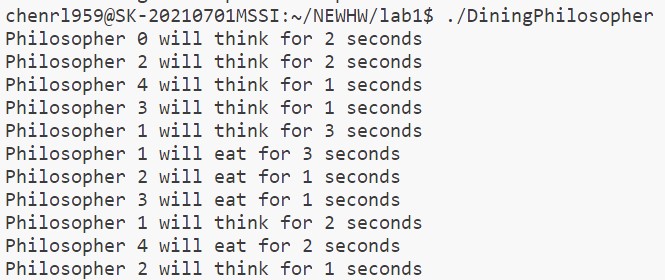 chenrl959@SK-20210701MSSI:~/NEWHW/lab1$ ./DiningPhilosopher
Philosopher 0 will think for 2 seconds
Philosopher 2 will think for 2 seconds
Philosopher 4 will think for 1 seconds
Philosopher 3 will think for 1 seconds
Philosopher 1 will think for 3 seconds
Philosopher 1 will eat for 3 seconds
Philosopher 2 will eat for 1 seconds
Philosopher 3 will eat for 1 seconds
Philosopher 1 will think for 2 seconds
Philosopher 4 will eat for 2 seconds
Philosopher 2 will think for 1 seconds